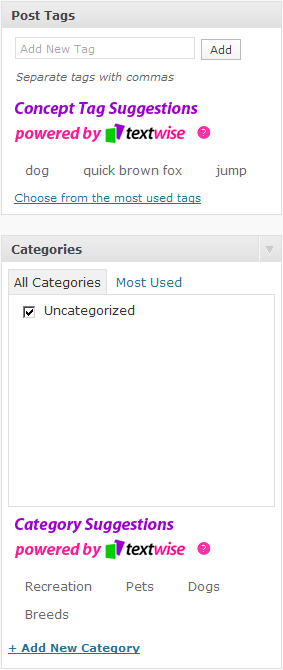 Post Tags
Add New Tag
Add
Separate tags with commas
Concept Tag Suggestions
powered by textwise ?
dog quick brown fox jump
Choose from the most used tags
Categories
All Categories Most Used
Uncategorized
Category Suggestions
powered by textwise ?
Recreation Pets Dogs
Breeds
+ Add New Category